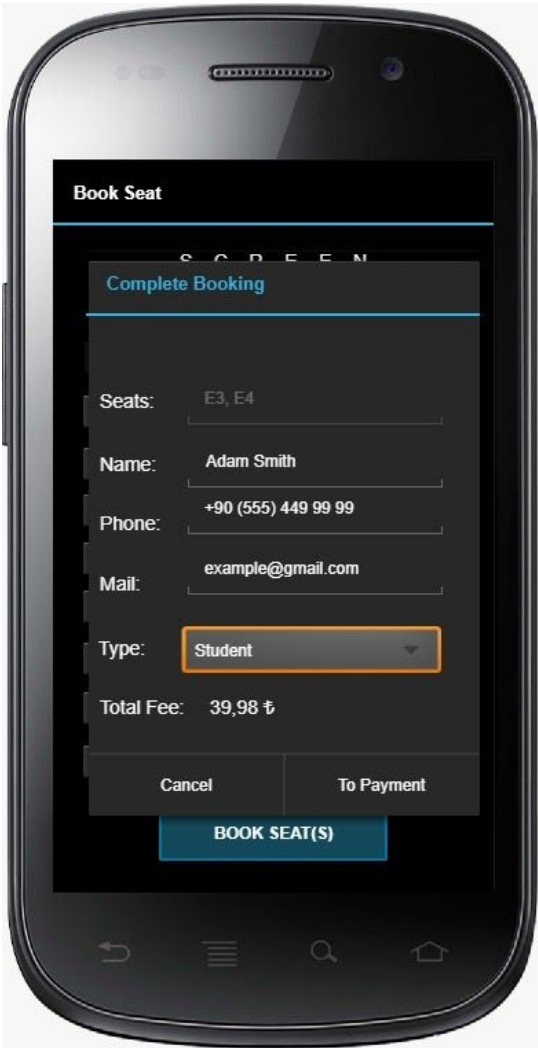 Book Seat
S C R E E N
Complete Booking
Seats: E3, E4
Name: Adam Smith
Phone: +90 (555) 449 99 99
Mail: example@gmail.com
Type: Student
Total Fee: 39,98 ₺
Cancel To Payment
BOOK SEAT(S)